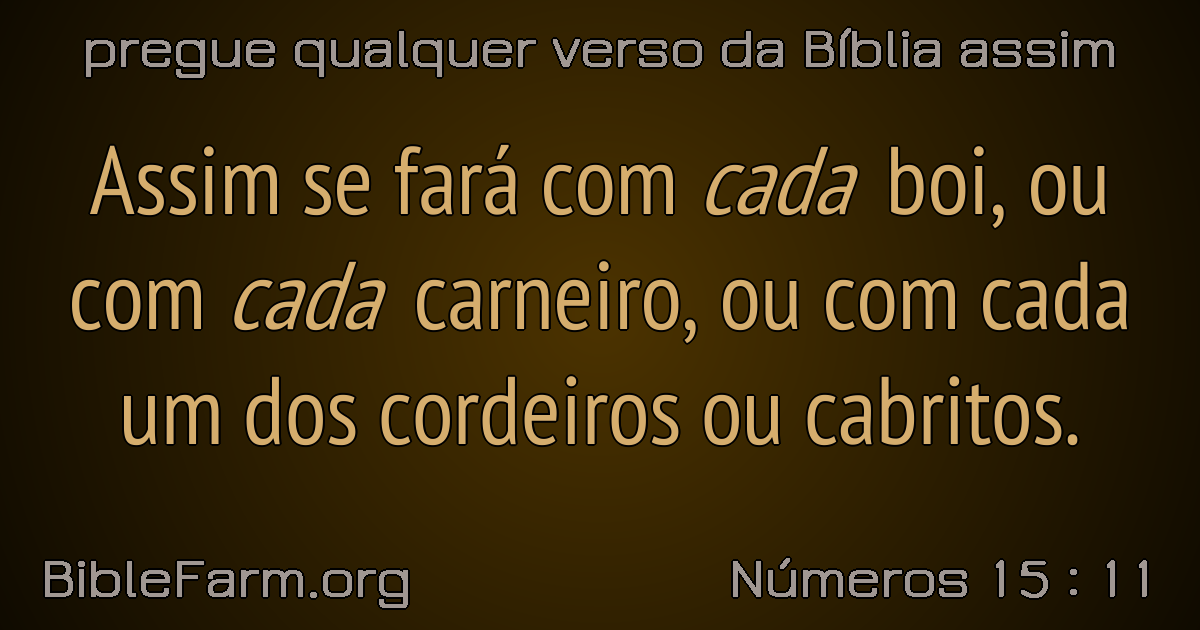 pregue qualquer verso da Bíblia assim
Assim se fará com cada boi, ou
com cada carneiro, ou com cada
um dos cordeiros ou cabritos.
BibleFarm.org
Números 15 : 11